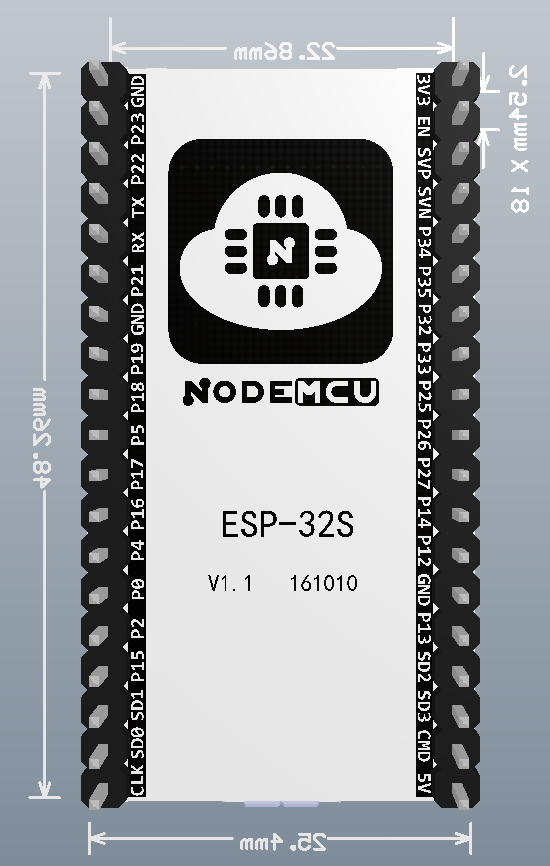 22.86mm
2.54mm X 18
48.26mm
GND
P23
P22
TX
RX
P21
GND
P19
P18
P5
P17
P16
P4
P0
P2
P15
SD1
SD0
CLK
3V3
EN
SVP
SVN
P34
P35
P32
P33
P25
P26
P27
P14
P12
GND
P13
SD2
SD3
CMD
5V
N
NODEMCU
ESP-32S
V1.1 161010
25.4mm